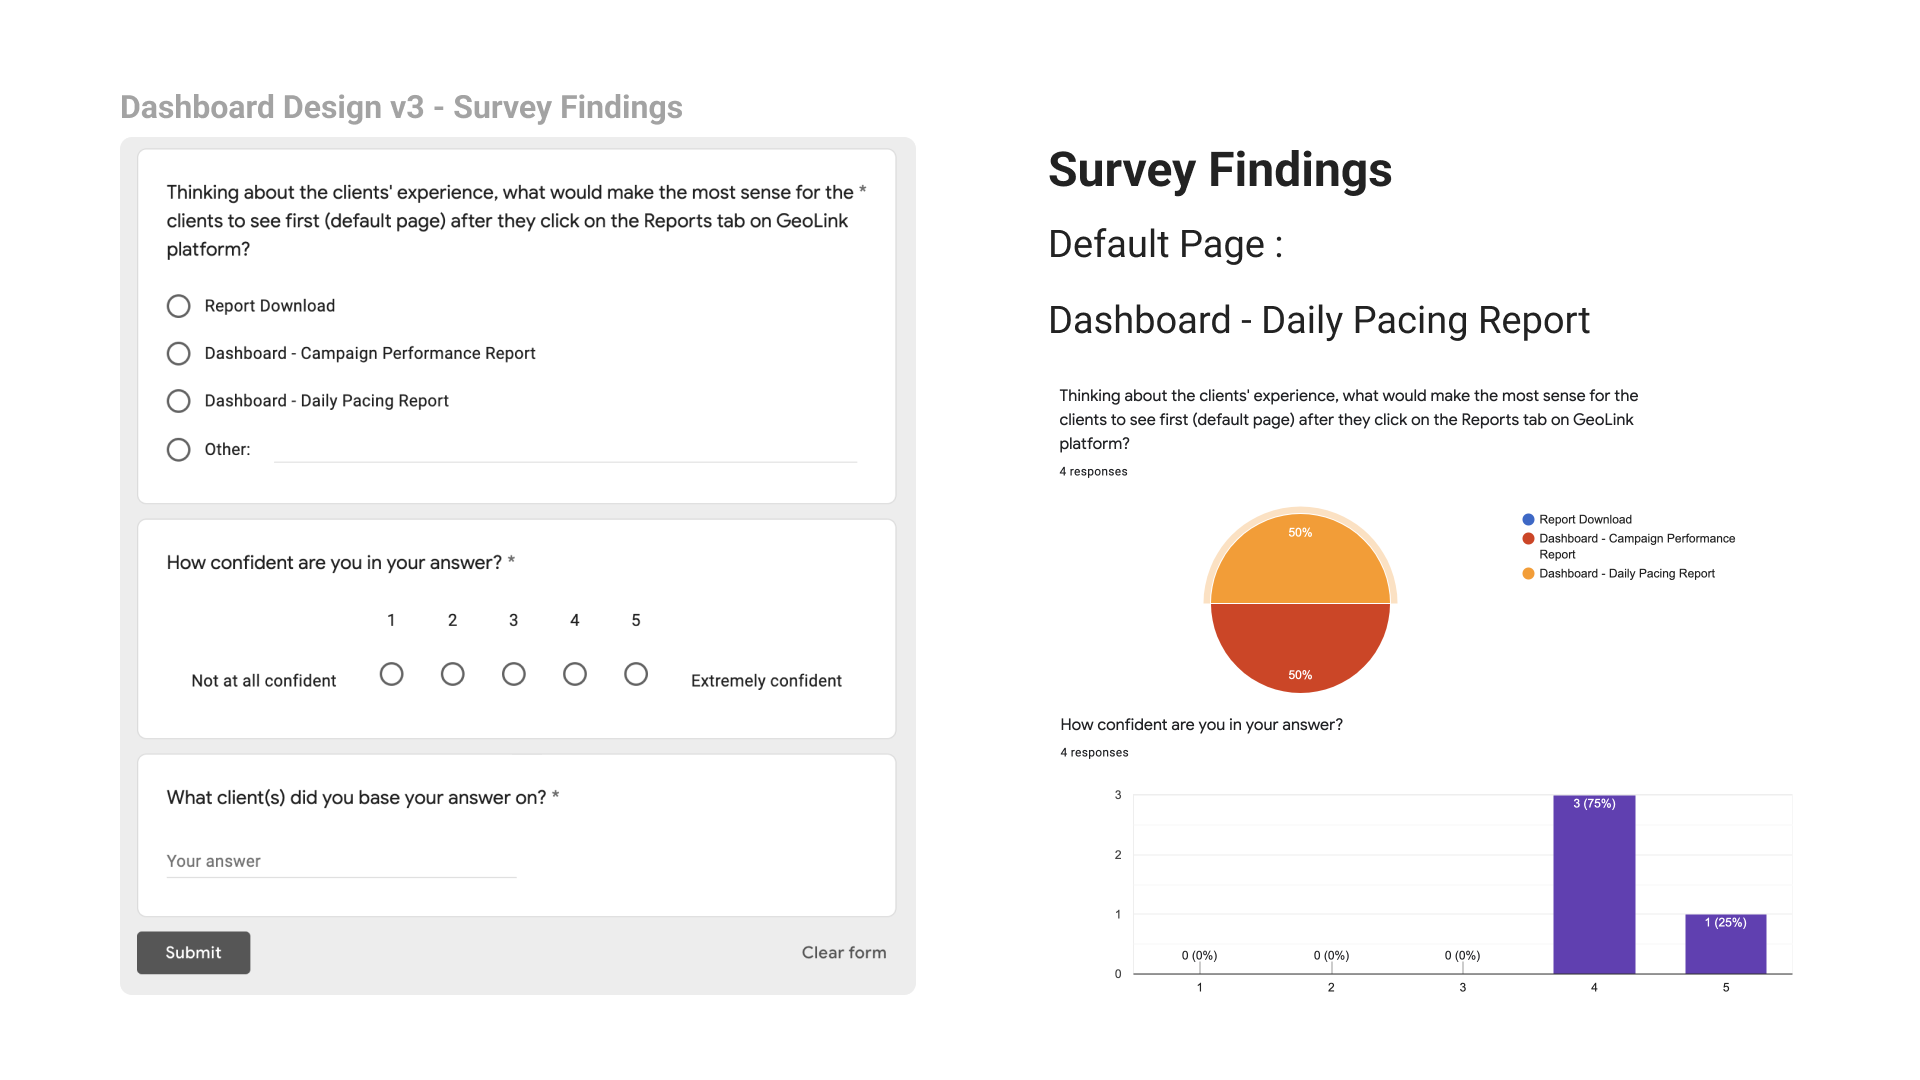 Dashboard Design v3 - Survey Findings
Thinking about the clients' experience, what would make the most sense for the *
clients to see first (default page) after they click on the Reports tab on GeoLink
platform?
Report Download
Dashboard - Campaign Performance Report
Dashboard - Daily Pacing Report
Other:
How confident are you in your answer? *
1 2 3 4 5
Not at all confident Extremely confident
What client(s) did you base your answer on? *
Your answer
Submit Clear form
Survey Findings
Default Page :
Dashboard - Daily Pacing Report
Thinking about the clients' experience, what would make the most sense for the
clients to see first (default page) after they click on the Reports tab on GeoLink
platform?
4 responses
50%
50%
Report Download
Dashboard - Campaign Performance
Report
Dashboard - Daily Pacing Report
How confident are you in your answer?
4 responses
3
2
1
0
0 (0%) 0 (0%) 0 (0%) 3 (75%) 1 (25%)
1 2 3 4 5